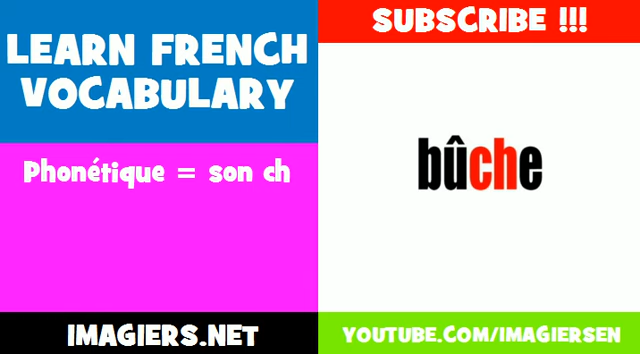 LEARN FRENCH
VOCABULARY
Phonétique = son ch
IMAGIERS.NET
SUBSCRIBE !!!
bûche
YOUTUBE.COM/IMAGIERSEN